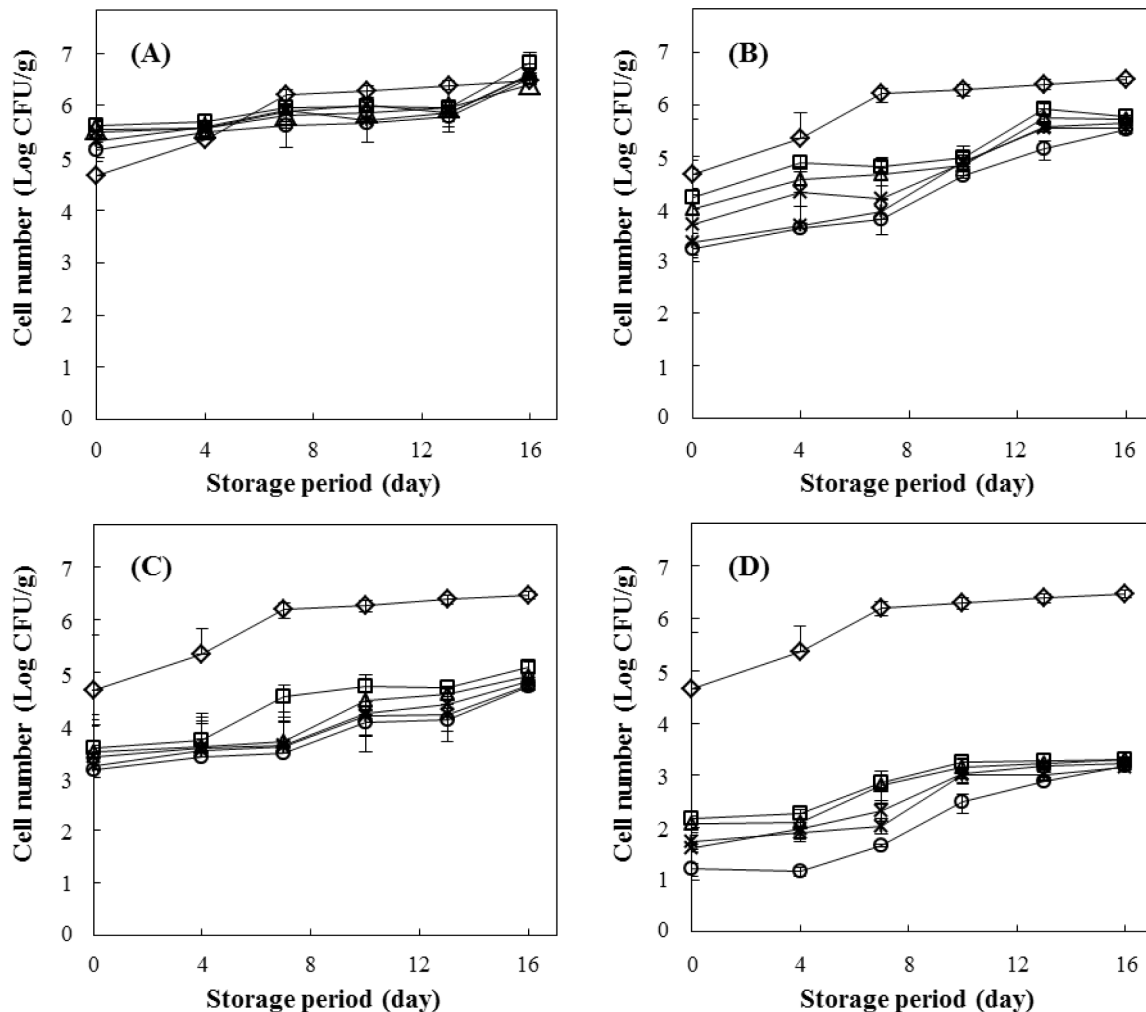 (A)
Cell number (Log CFU/g)
7
6
5
4
3
2
1
0
0 4 8 12 16
Storage period (day)
(B)
Cell number (Log CFU/g)
7
6
5
4
3
2
1
0
0 4 8 12 16
Storage period (day)
(C)
Cell number (Log CFU/g)
7
6
5
4
3
2
1
0
0 4 8 12 16
Storage period (day)
(D)
Cell number (Log CFU/g)
7
6
5
4
3
2
1
0
0 4 8 12 16
Storage period (day)